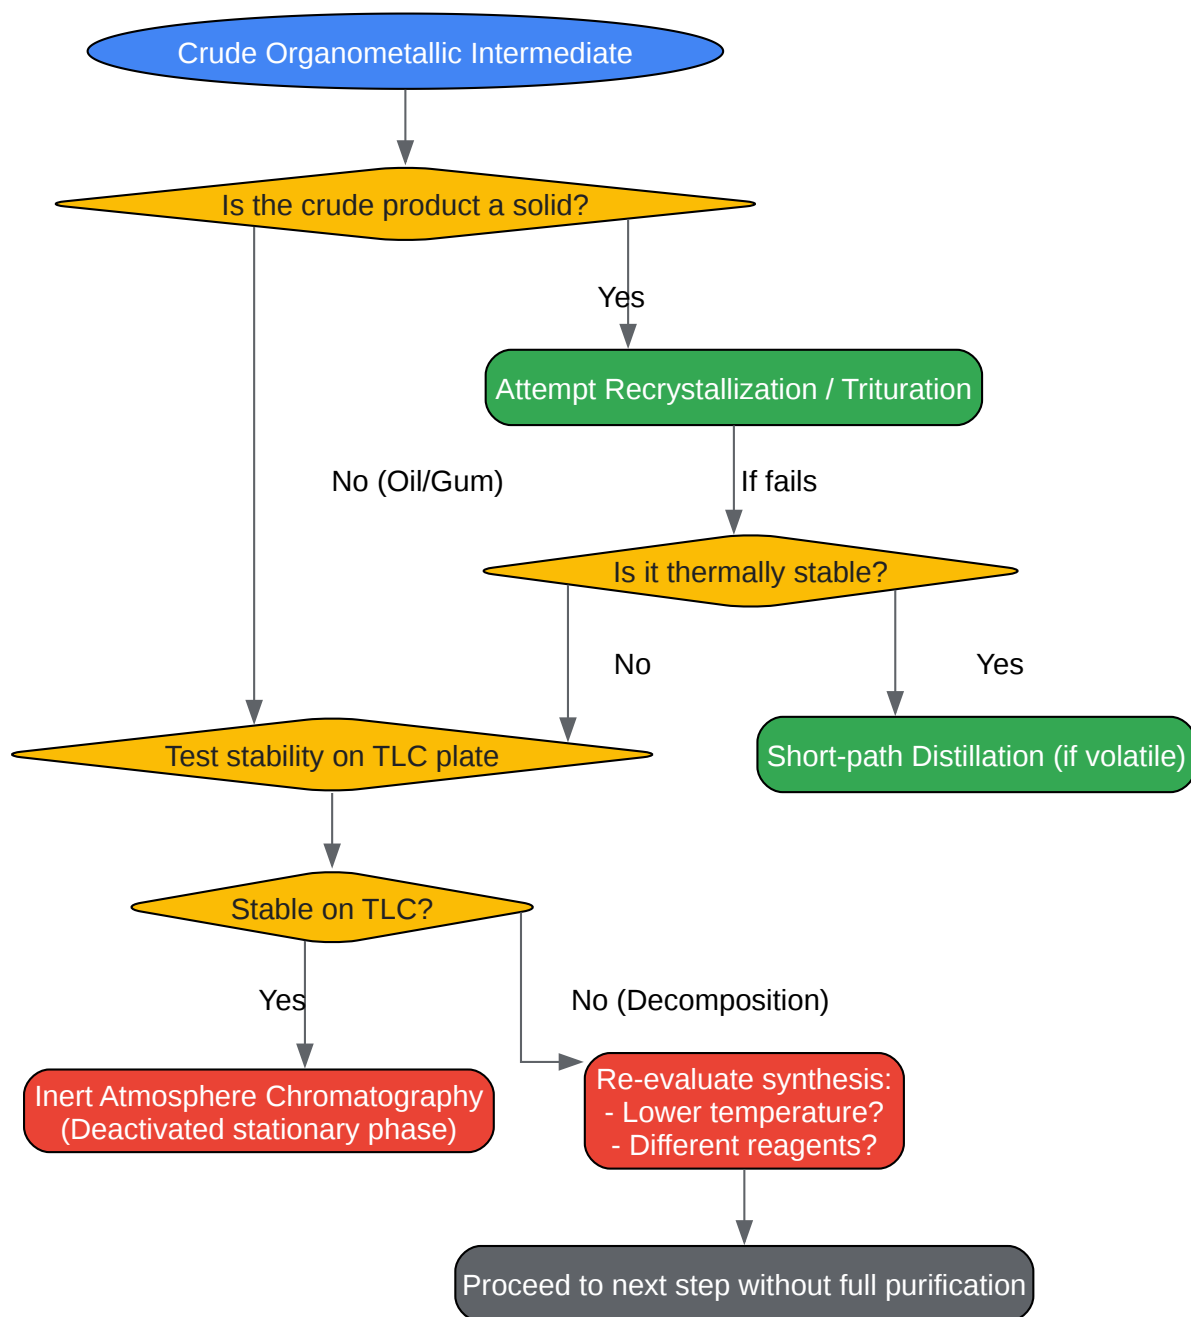 Crude Organometallic Intermediate
Is the crude product a solid?
Yes
Attempt Recrystallization / Trituration
No (Oil/Gum)
If fails
Is it thermally stable?
No
Yes
Test stability on TLC plate
Short-path Distillation (if volatile)
Stable on TLC?
Yes
No (Decomposition)
Inert Atmosphere Chromatography
(Deactivated stationary phase)
Re-evaluate synthesis:
- Lower temperature?
- Different reagents?
Proceed to next step without full purification